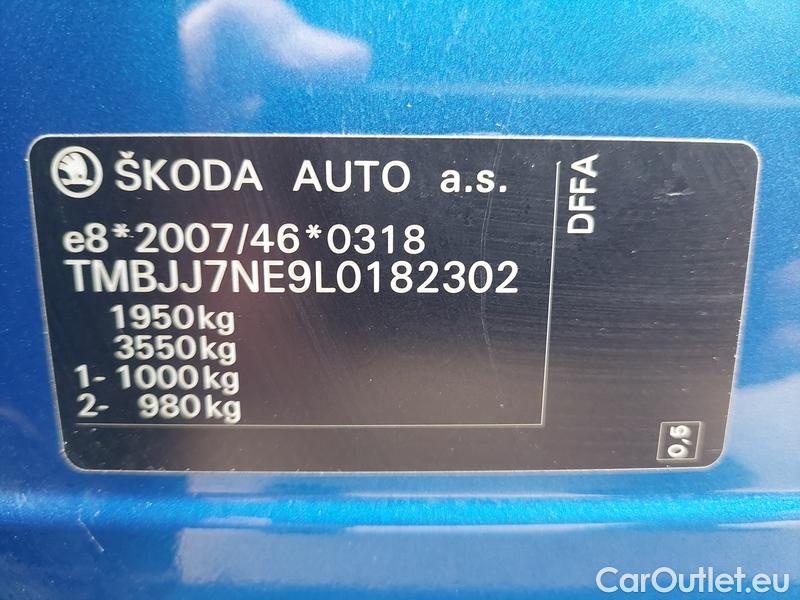 ŠKODA AUTO a.s.
e8*2007/46*0318
TMBJJ7NE9L0182302
1950kg
3550kg
1- 1000kg
2- 980kg
DFFA
0,5
CarOutlet.eu